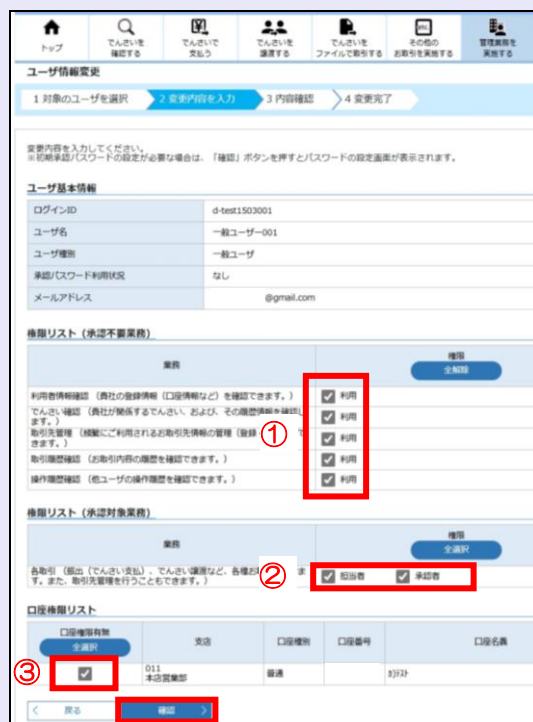 トップ
でんさいを
確認する
でんさいで
支払う
でんさいを
譲渡する
でんさいを
ファイルで取引する
その他の
お取引を実施する
管理業務を
実施する
ユーザ情報変更
1 対象のユーザを選択
2 変更内容を入力
3 内容確認
4 変更完了
変更内容を入力してください。
※初期承認パスワードの設定が必要な場合は、「確認」ボタンを押すとパスワードの設定画面が表示されます。
ユーザ基本情報
ログインID d-test1503001
ユーザ名 一般ユーザー001
ユーザ種別 一般ユーザ
承認パスワード利用状況 なし
メールアドレス @gmail.com
権限リスト（承認不要業務）
業務 権限
全解除
利用者情報確認 （貴社の登録情報（口座情報など）を確認できます。） 利用
でんさい確認 （貴社が関係するでんさい、および、その履歴情報を確認し
ます。） 利用
取引先管理 （頻繁にご利用されるお取引先情報の管理（登録
きます。） 利用
①
取引履歴確認 （お取引内容の履歴を確認できます。） 利用
操作履歴確認 （他ユーザの操作履歴を確認できます。） 利用
権限リスト（承認対象業務）
業務 権限
全選択
各取引 （振出（でんさい支払）、でんさい譲渡など、各種お
す。また、取引先管理を行うこともできます。） ② 担当者 承認者
口座権限リスト
口座権限有無
全選択
支店 口座種別 口座番号 口座名義
③
011
本店営業部 普通 カ)テスト
戻る 確認